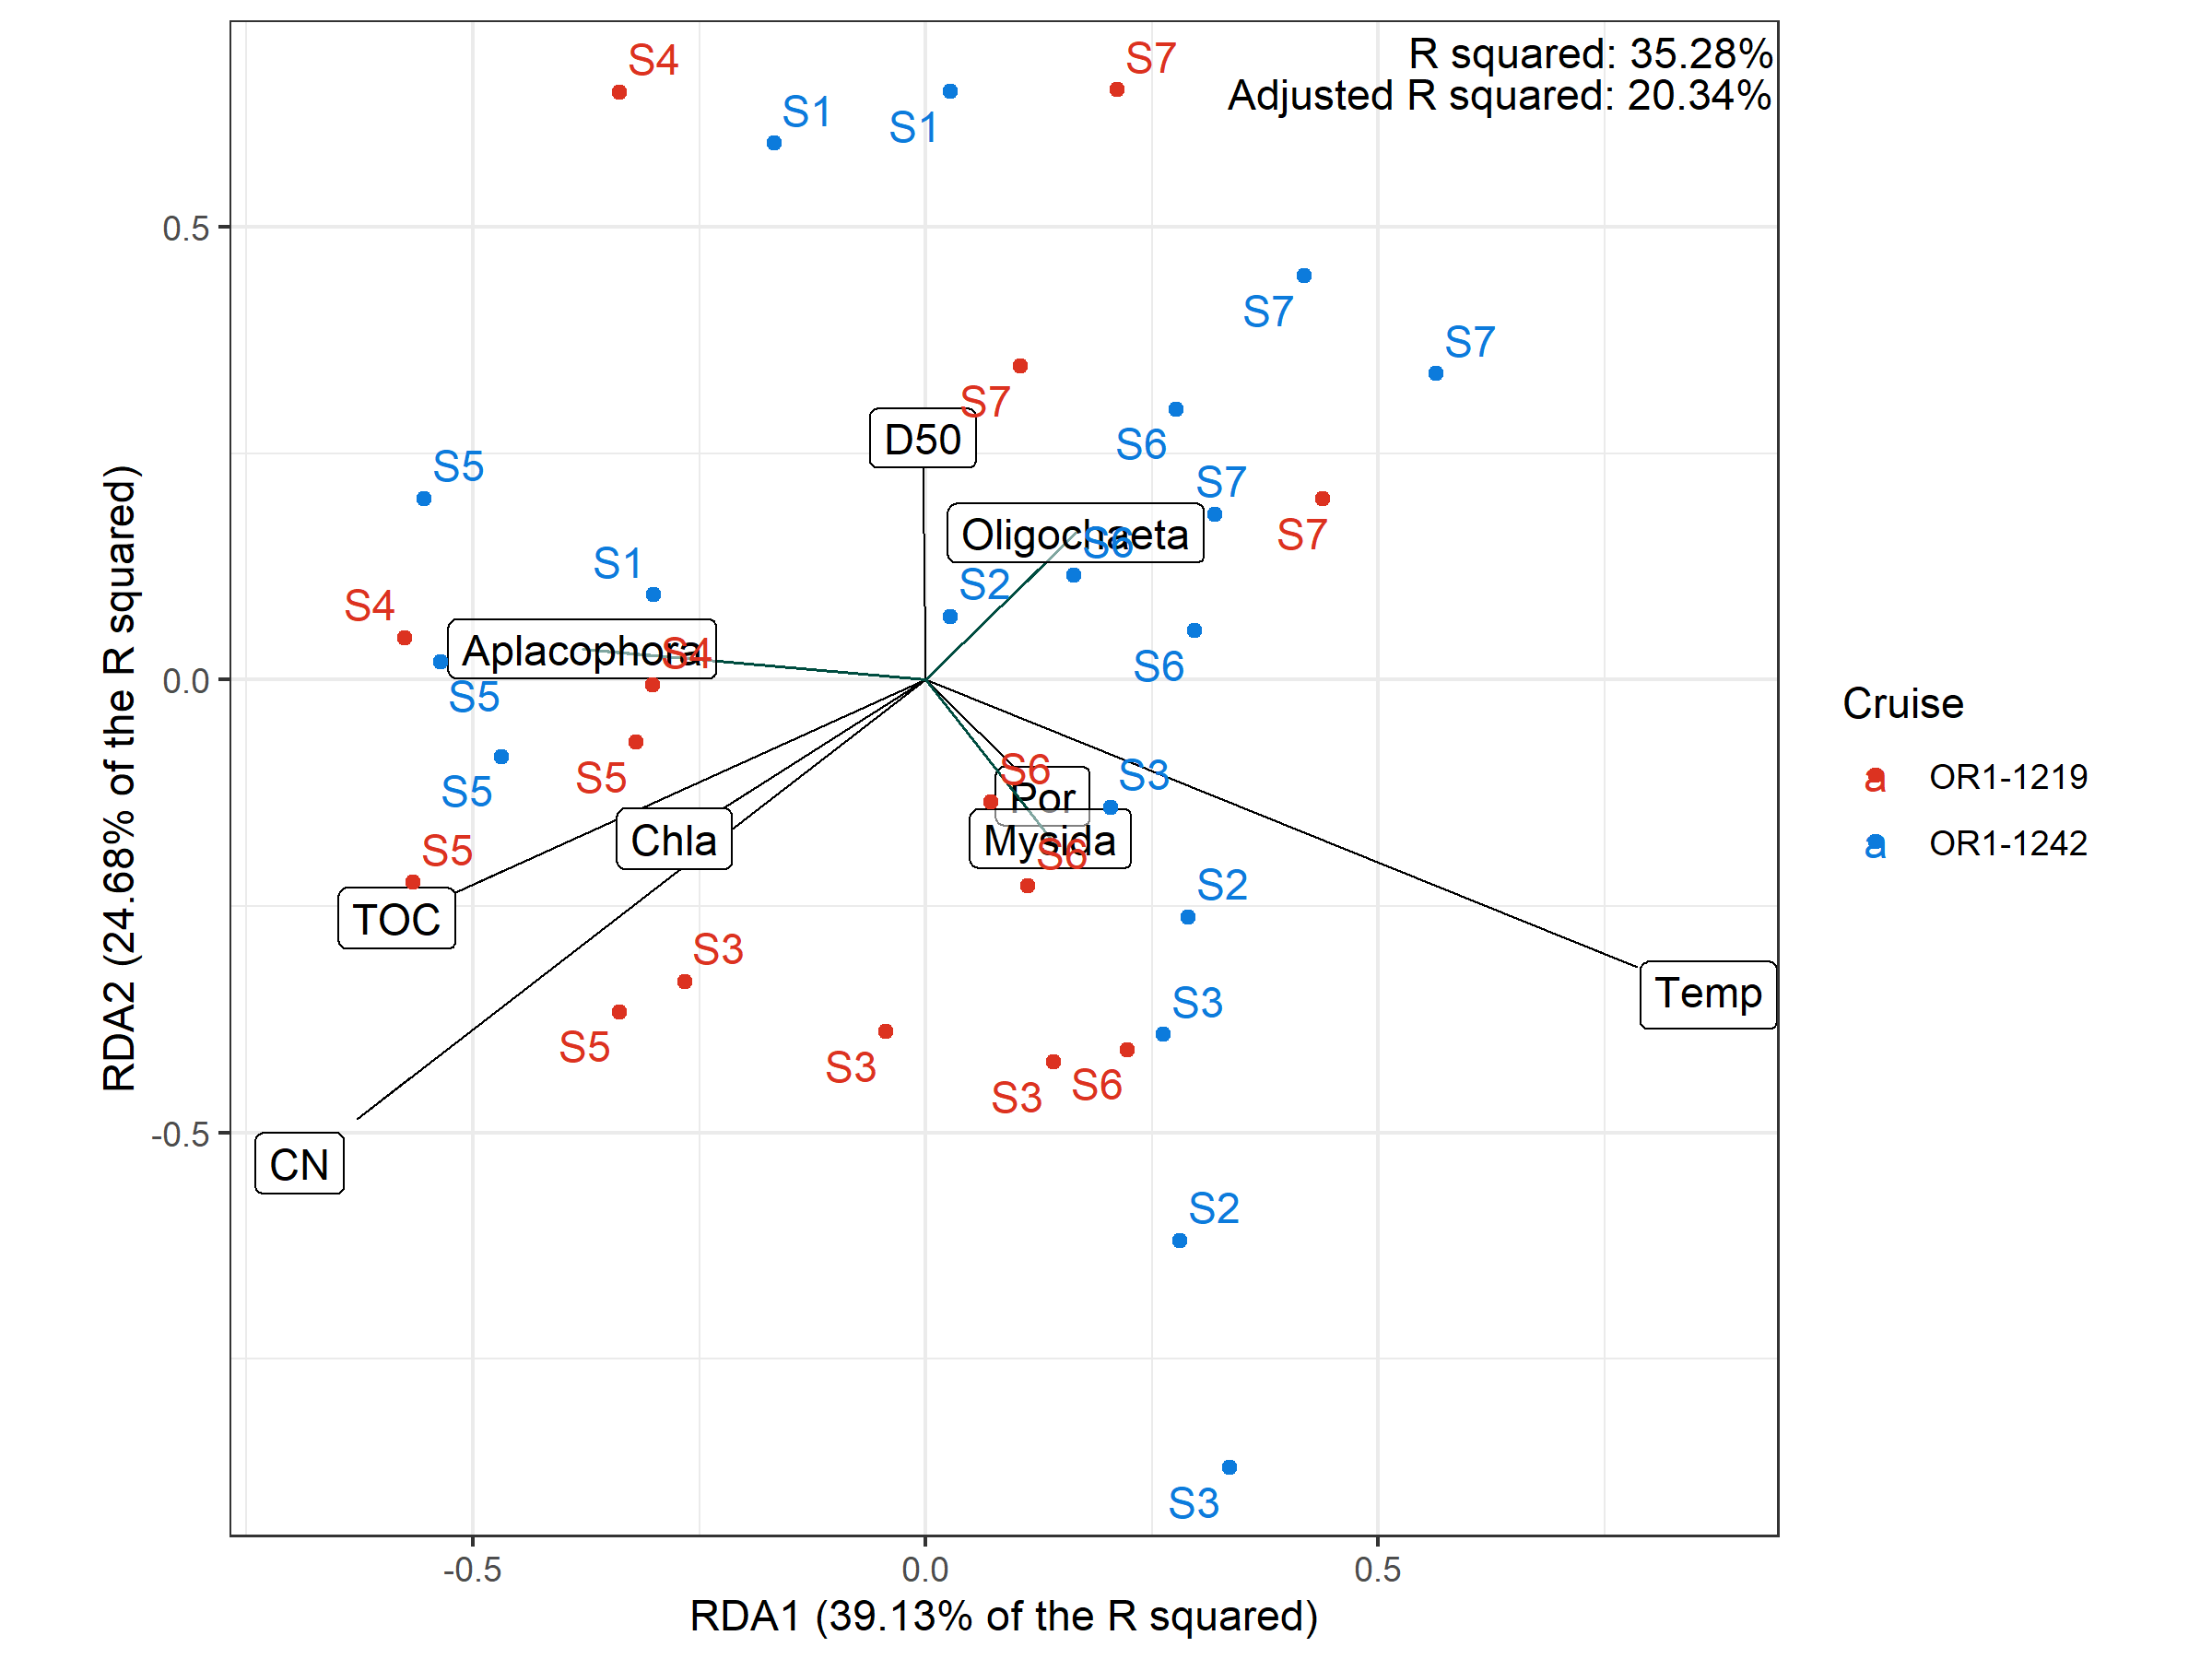 S4
S7
R squared: 35.28%
Adjusted R squared: 20.34%
S1
S1
0.5
S7
S7
S7
D50
S6
S5
S7
Oligochaeta
S6
S7
S1
S2
S4
Aplacophora
S4
S6
0.0
S5
S5
S5
S6
S3
Por
Chla
Mysida
S6
S5
S2
TOC
S3
Temp
S3
S5
S3
S3
S6
-0.5
CN
S2
S3
-0.5
0.0
0.5
RDA1 (39.13% of the R squared)
RDA2 (24.68% of the R squared)
Cruise
a OR1-1219
a OR1-1242